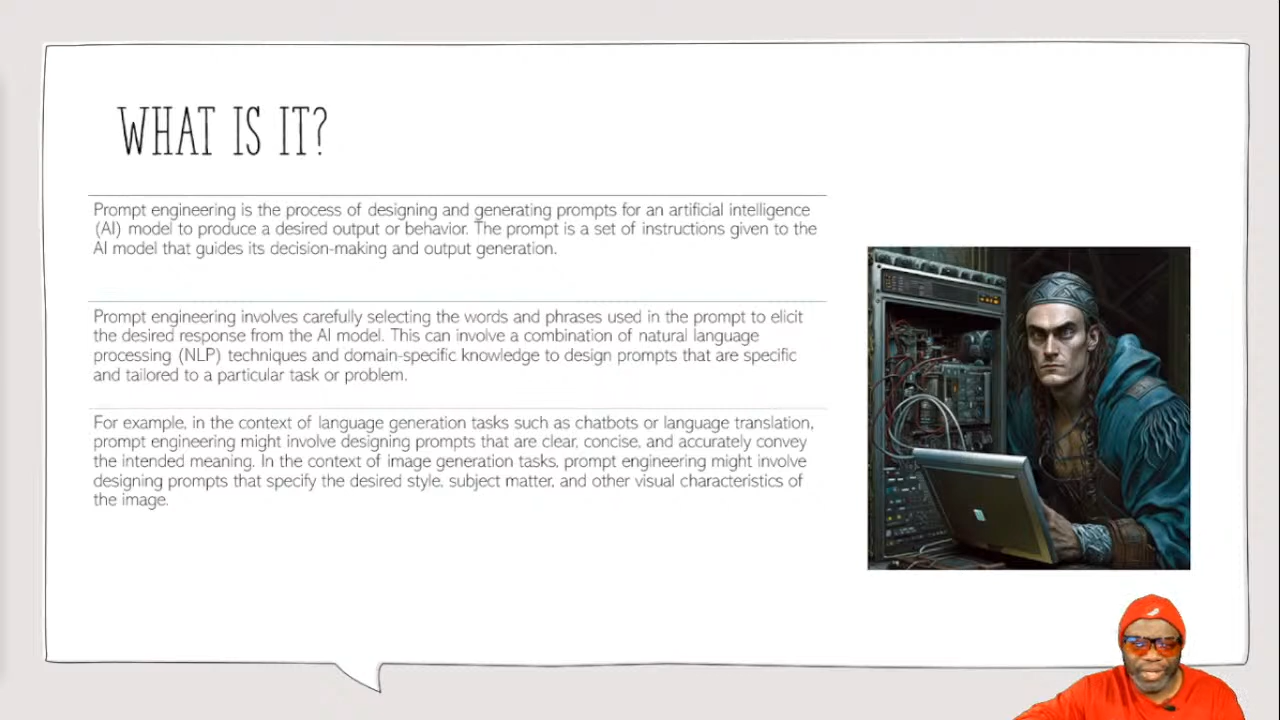 WHAT IS IT?
Prompt engineering is the process of designing and generating prompts for an artificial intelligence
(AI) model to produce a desired output or behavior. The prompt is a set of instructions given to the
AI model that guides its decision-making and output generation.
Prompt engineering involves carefully selecting the words and phrases used in the prompt to elicit
the desired response from the AI model. This can involve a combination of natural language
processing (NLP) techniques and domain-specific knowledge to design prompts that are specific
and tailored to a particular task or problem.
For example, in the context of language generation tasks such as chatbots or language translation,
prompt engineering might involve designing prompts that are clear, concise, and accurately convey
the intended meaning. In the context of image generation tasks, prompt engineering might involve
designing prompts that specify the desired style, subject matter, and other visual characteristics of
the image.